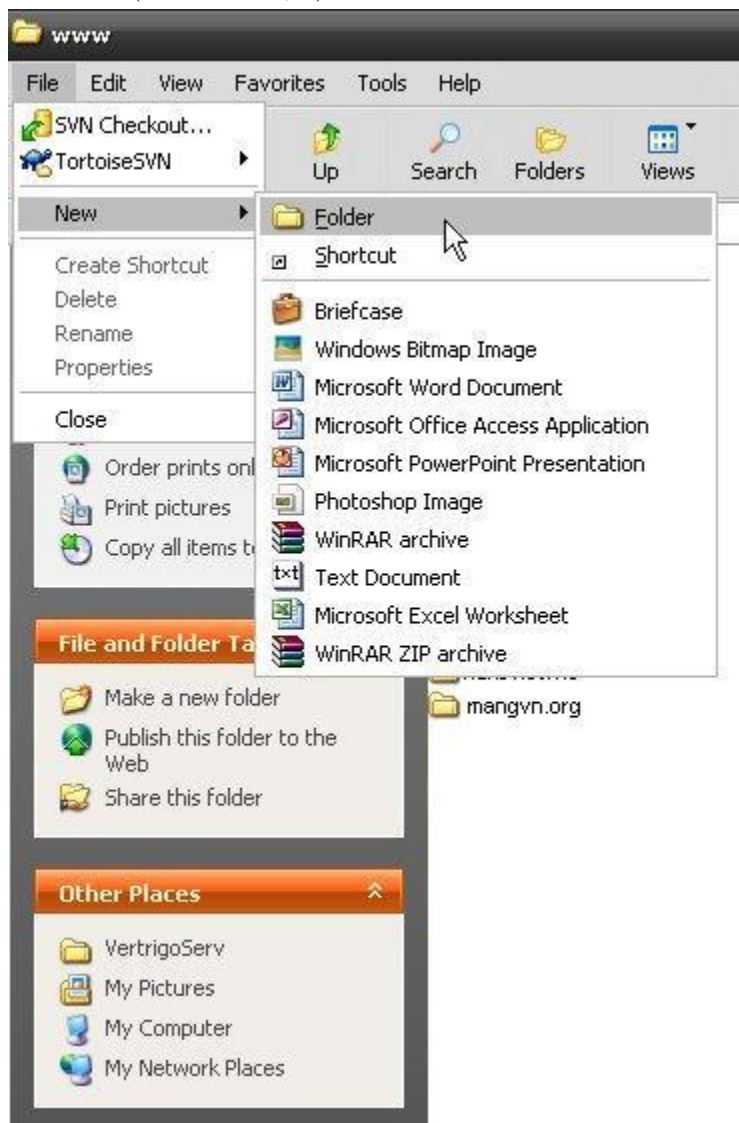 www
File Edit View Favorites Tools Help
SVN Checkout...
TortoiseSVN
Up Search Folders Views
New
Folder
Shortcut
Create Shortcut
Delete
Rename
Properties
Close
Briefcase
Windows Bitmap Image
Microsoft Word Document
Microsoft Office Access Application
Microsoft PowerPoint Presentation
Photoshop Image
WinRAR archive
Text Document
Microsoft Excel Worksheet
WinRAR ZIP archive
Order prints
Print pictures
Copy all items
File and Folder
Make a new folder
Publish this folder to the
Web
Share this folder
mangvn.org
Other Places
VertrigoServ
My Pictures
My Computer
My Network Places